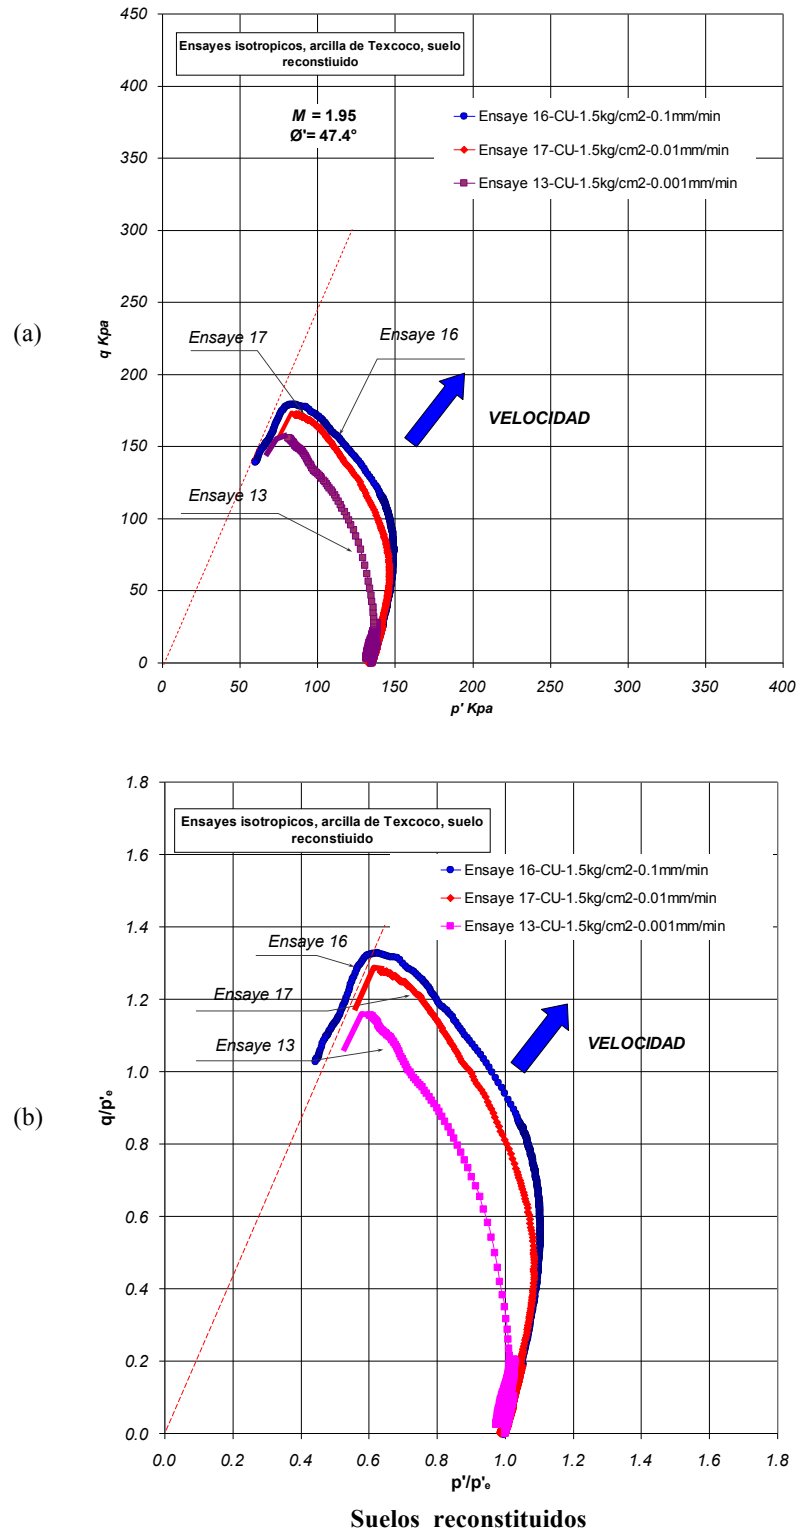 450
400
350
300
250
200
150
100
50
0
q Kpa
Ensayes isotropicos, arcilla de Texcoco, suelo
reconstiuido
M = 1.95
Ø'= 47.4°
Ensaye 16-CU-1.5kg/cm2-0.1mm/min
Ensaye 17-CU-1.5kg/cm2-0.01mm/min
Ensaye 13-CU-1.5kg/cm2-0.001mm/min
(a)
Ensaye 17
Ensaye 16
VELOCIDAD
Ensaye 13
0 50 100 150 200 250 300 350 400
p' Kpa
1.8
1.6
1.4
1.2
1.0
0.8
0.6
0.4
0.2
0.0
q/p'e
Ensayes isotropicos, arcilla de Texcoco, suelo
reconstiuido
Ensaye 16-CU-1.5kg/cm2-0.1mm/min
Ensaye 17-CU-1.5kg/cm2-0.01mm/min
Ensaye 13-CU-1.5kg/cm2-0.001mm/min
Ensaye 16
Ensaye 17
Ensaye 13
VELOCIDAD
(b)
0.0 0.2 0.4 0.6 0.8 1.0 1.2 1.4 1.6 1.8
p'/p'e
Suelos reconstituidos